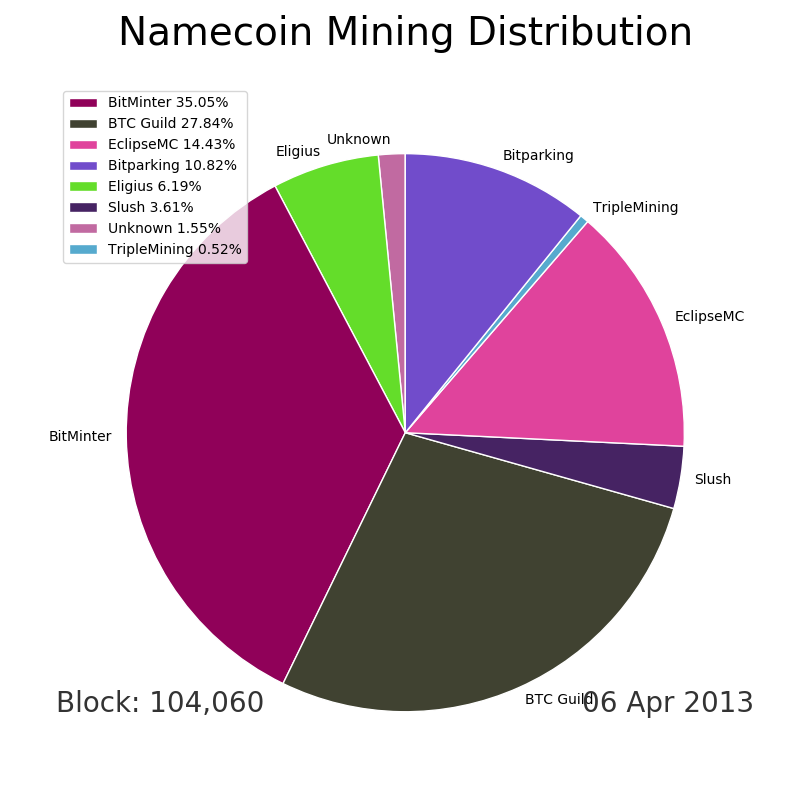 Namecoin Mining Distribution
BitMinter 35.05%
BTC Guild 27.84%
EclipseMC 14.43%
Bitparking 10.82%
Eligius 6.19%
Slush 3.61%
Unknown 1.55%
TripleMining 0.52%
Unknown
Eligius
Bitparking
TripleMining
EclipseMC
BitMinter
Slush
BTC Guild
Block: 104,060
06 Apr 2013